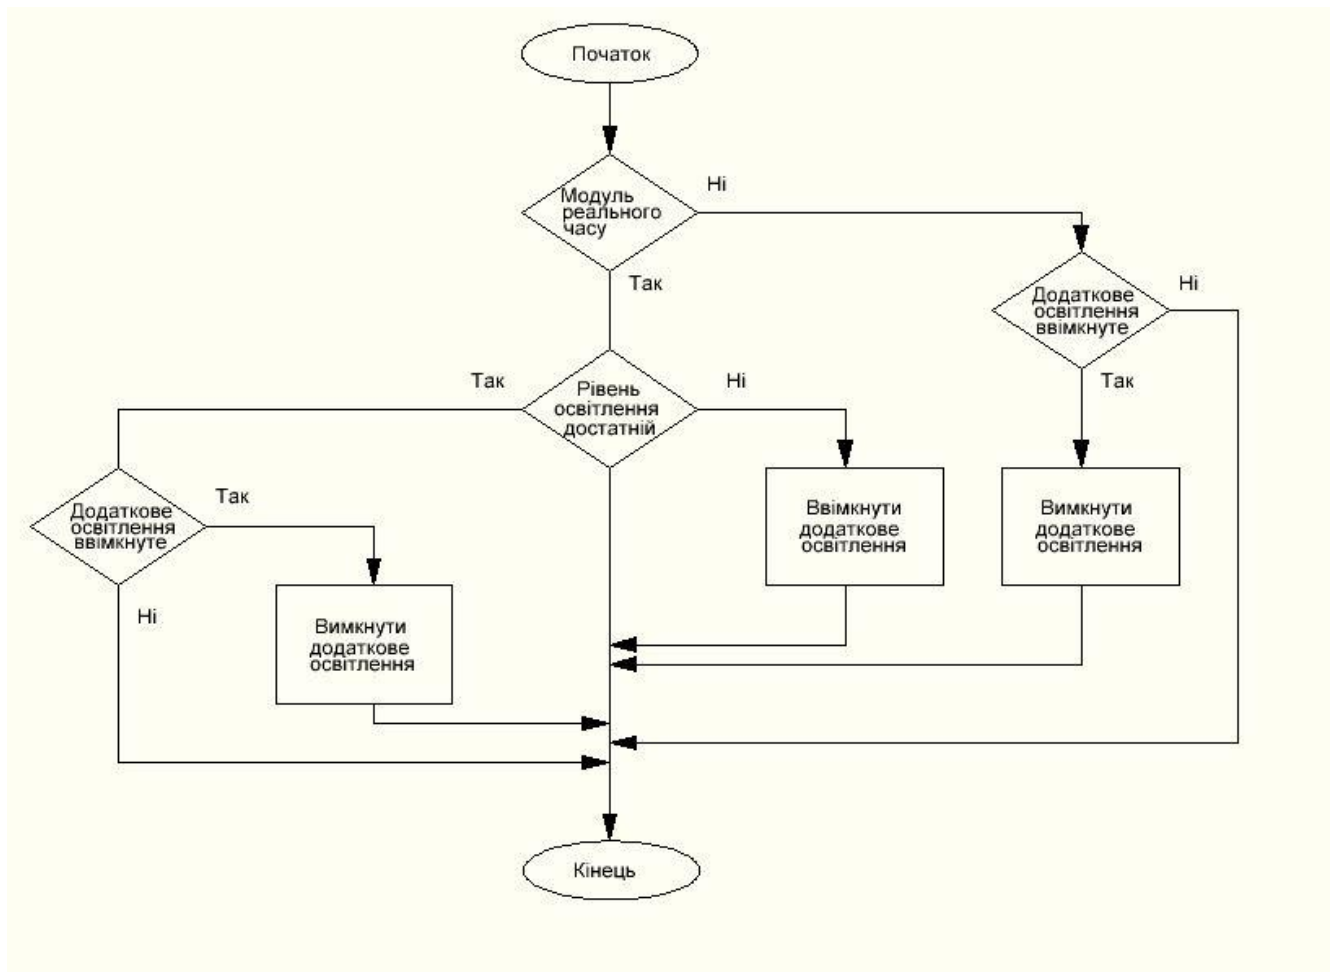 Початок
Модуль
реального
часу
Ні
Так
Додаткове
освітлення
ввімкнуте
Ні
Так
Так
Рівень
освітлення
достатній
Ні
Додаткове
освітлення
ввімкнуте
Так
Ні
Ввімкнути
додаткове
освітлення
Вимкнути
додаткове
освітлення
Вимкнути
додаткове
освітлення
Кінець